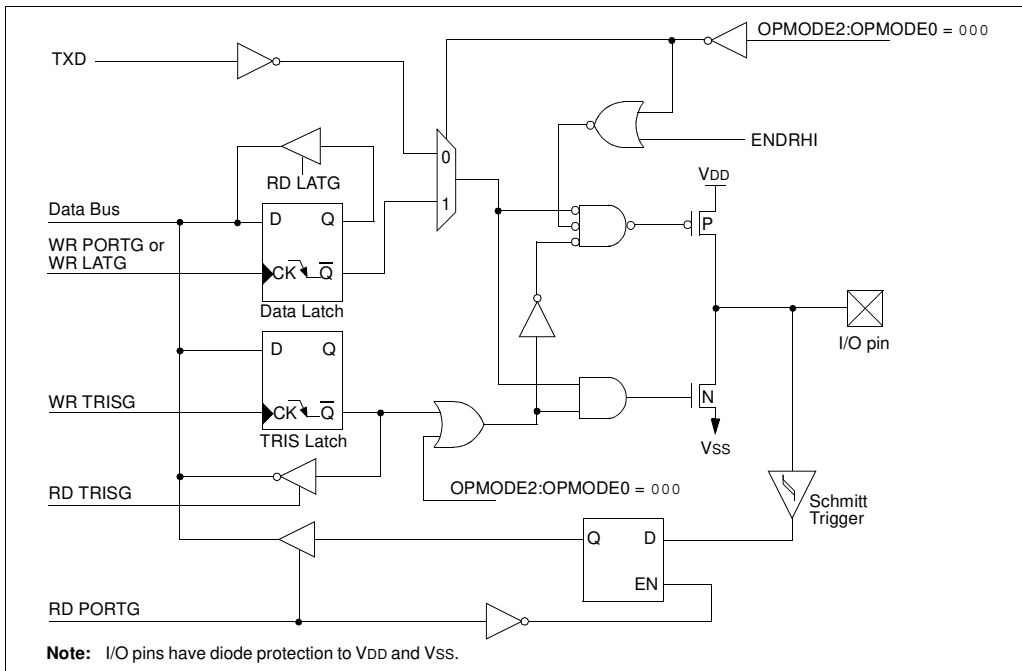 OPMODE2:OPMODE0 = 000
TXD
ENDRHI
0
RD LATG
VDD
1
Data Bus
D Q
P
WR PORTG or
WR LATG
CK Q
Data Latch
I/O pin
D Q
WR TRISG
CK Q
N
TRIS Latch
VSS
RD TRISG
OPMODE2:OPMODE0 = 000
Schmitt
Trigger
Q D
EN
RD PORTG
Note: I/O pins have diode protection to VDD and VSS.